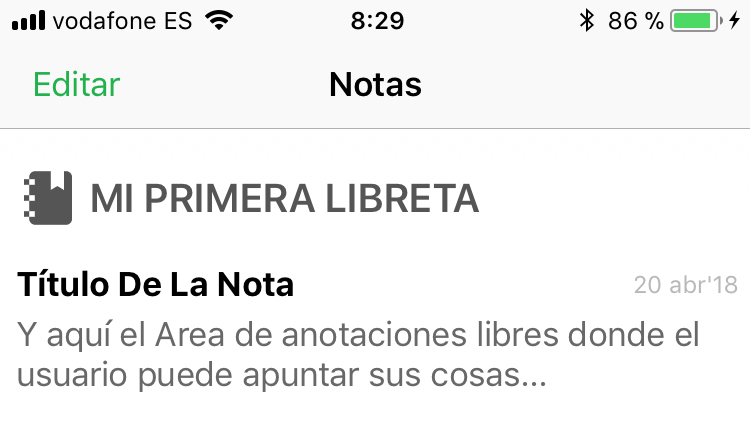 vodafone ES 8:29 86 %
Editar Notas
MI PRIMERA LIBRETA
Título De La Nota 20 abr'18
Y aquí el Area de anotaciones libres donde el
usuario puede apuntar sus cosas...